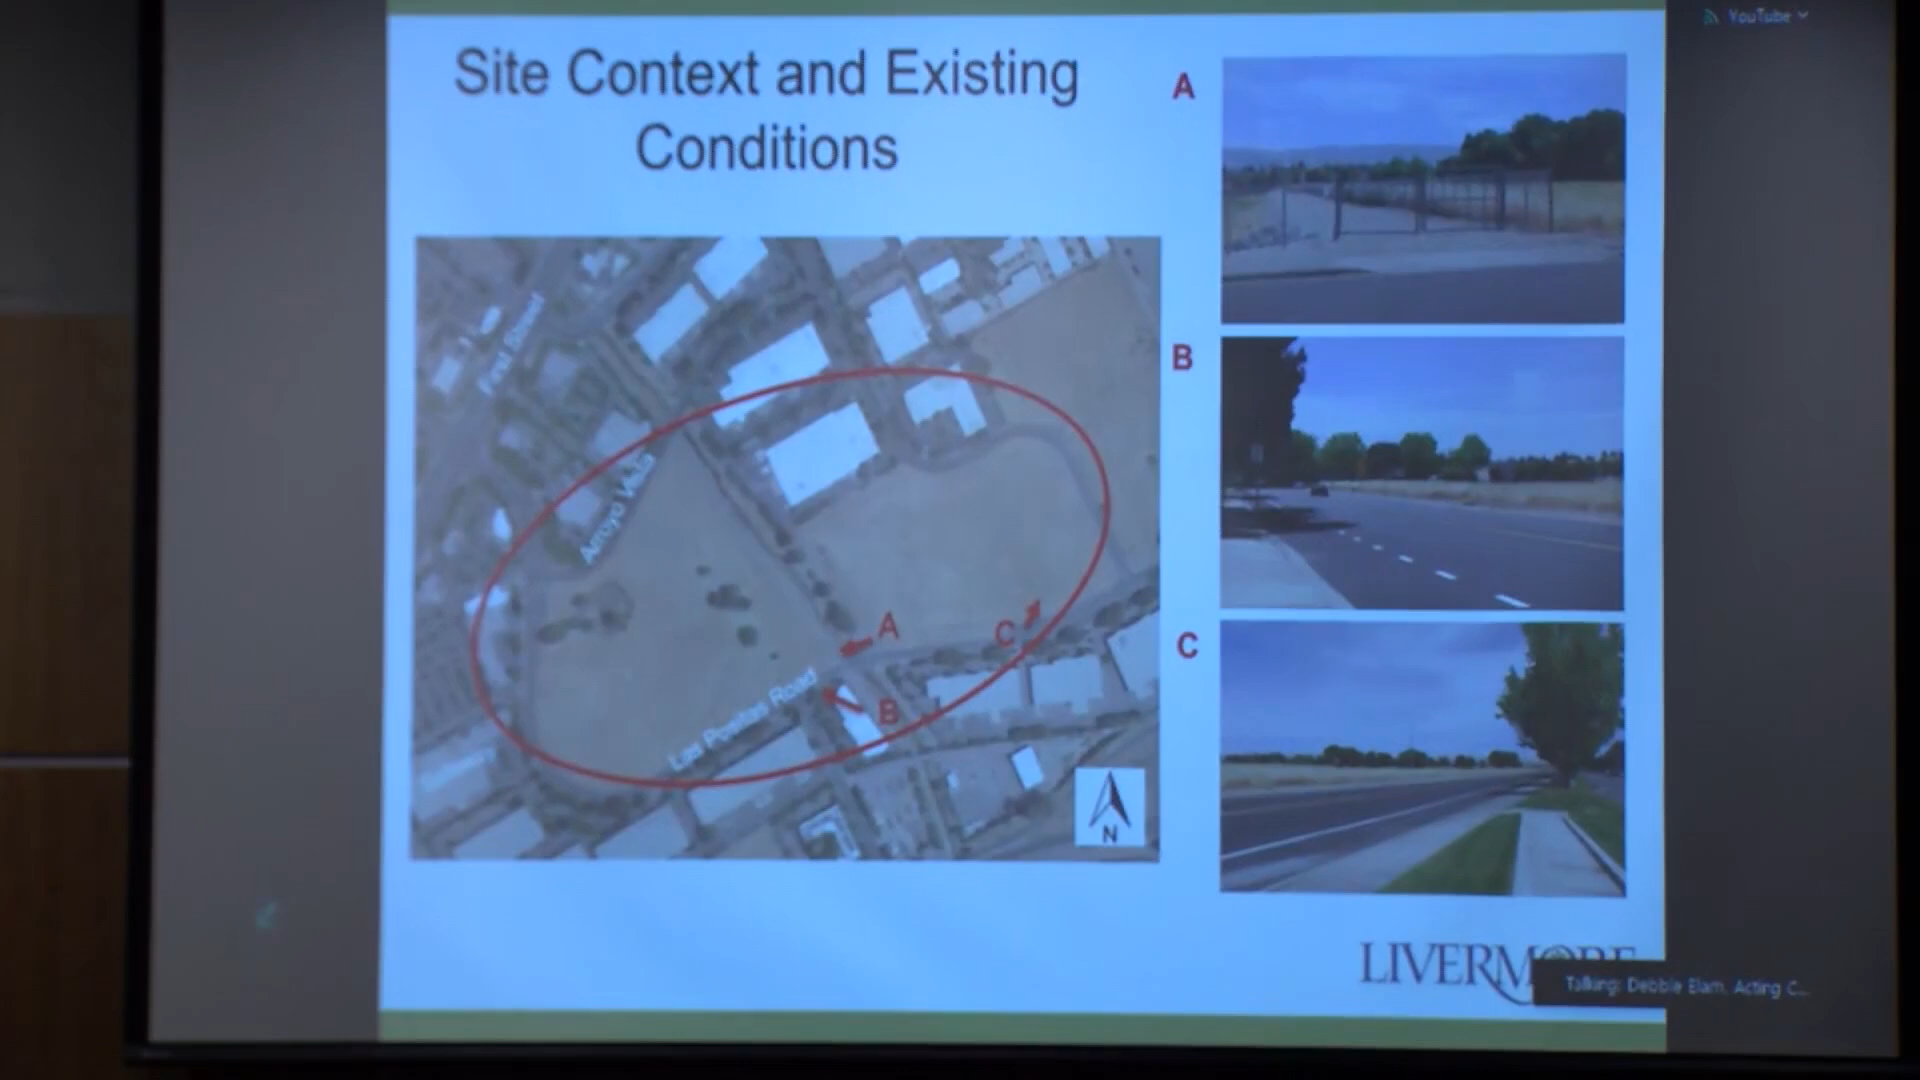 YouTube
Site Context and Existing
Conditions
A
B
C
First Street
Arroyo Vista
A
C
B
Las Positas Road
N
LIVERMORE
Talking: Debbie Elam, Acting C...